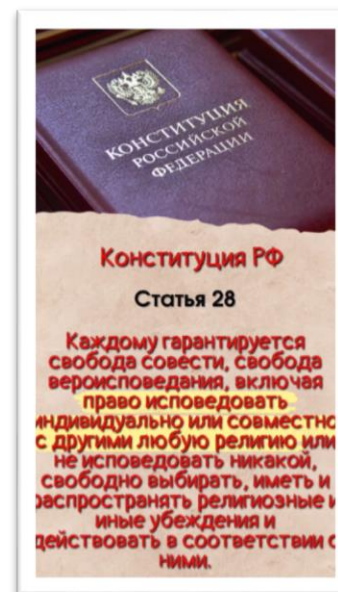 КОНСТИТУЦИЯ
РОССИЙСКОЙ
ФЕДЕРАЦИИ
Конституция РФ
Статья 28
Каждому гарантируется
свобода совести, свобода
вероисповедания, включая
право исповедовать
индивидуально или совместно
с другими любую религию или
не исповедовать никакой,
свободно выбирать, иметь и
распространять религиозные и
иные убеждения и
действовать в соответствии с
ними.